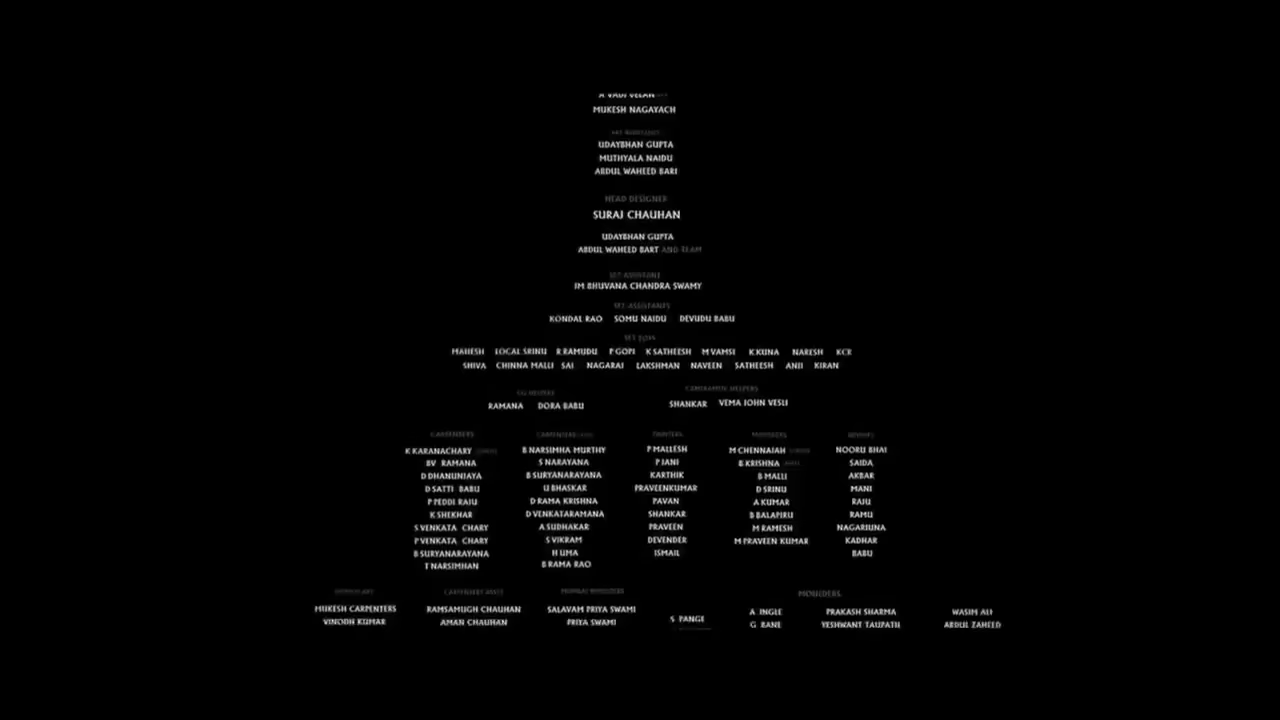 MUKESH NAGAYACH
UDAYBHAN GUPTA
MUTHYALA NAIDU
ABDUL WAHEED BARI
HEAD DESIGNER
SURAJ CHAUHAN
UDAYBHAN GUPTA
ABDUL WAHEED BARI AND TEAM
SET ASSISTANT
JM BHUVANA CHANDRA SWAMY
SET ASSISTANTS
KONDAL RAO SOMU NAIDU DEVUDU BABU
SET BOYS
MAHESH LOCAL SRINU R RAMUDU P GOPI K SATHEESH M VAMSI K KUNA NARESH KCR
SHIVA CHINNA MALLI SAI NAGARAJ LAKSHMAN NAVEEN SATHEESH ANJI KIRAN
HELPERS
RAMANA DORA BABU SHANKAR VEMA JOHN VESLI
CARPENTERS CARPENTERS PAINTERS MOULDERS
K KARANACHARY B NARSIMHA MURTHY P MALLESH M CHENNAIAH NOORU BHAI
BV RAMANA S NARAYANA P JANI B KRISHNA SAIDA
D DHANUNJAYA B SURYANARAYANA KARTHIK B MALLI AKBAR
D SATTI BABU U BHASKAR PRAVEENKUMAR D SRINU MANI
P PEDDI RAJU D RAMA KRISHNA PAVAN A KUMAR RAJU
K SHEKHAR D VENKATARAMANA SHANKAR B BALAPIRU RAMU
S VENKATA CHARY A SUDHAKAR PRAVEEN M RAMESH NAGARJUNA
P VENKATA CHARY S VIKRAM DEVENDER M PRAVEEN KUMAR KADHAR
B SURYANARAYANA H UMA ISMAIL BABU
T NARSIMHAN B RAMA RAO
MOULDERS
MUKESH CARPENTERS RAMSAMUGH CHAUHAN SALAVAM PRIYA SWAMI S PANGE A INGLE PRAKASH SHARMA WASIM ALI
VINODH KUMAR AMAN CHAUHAN PRIYA SWAMI G BANE YESHWANT TAUPATIL ABDUL ZAHEED